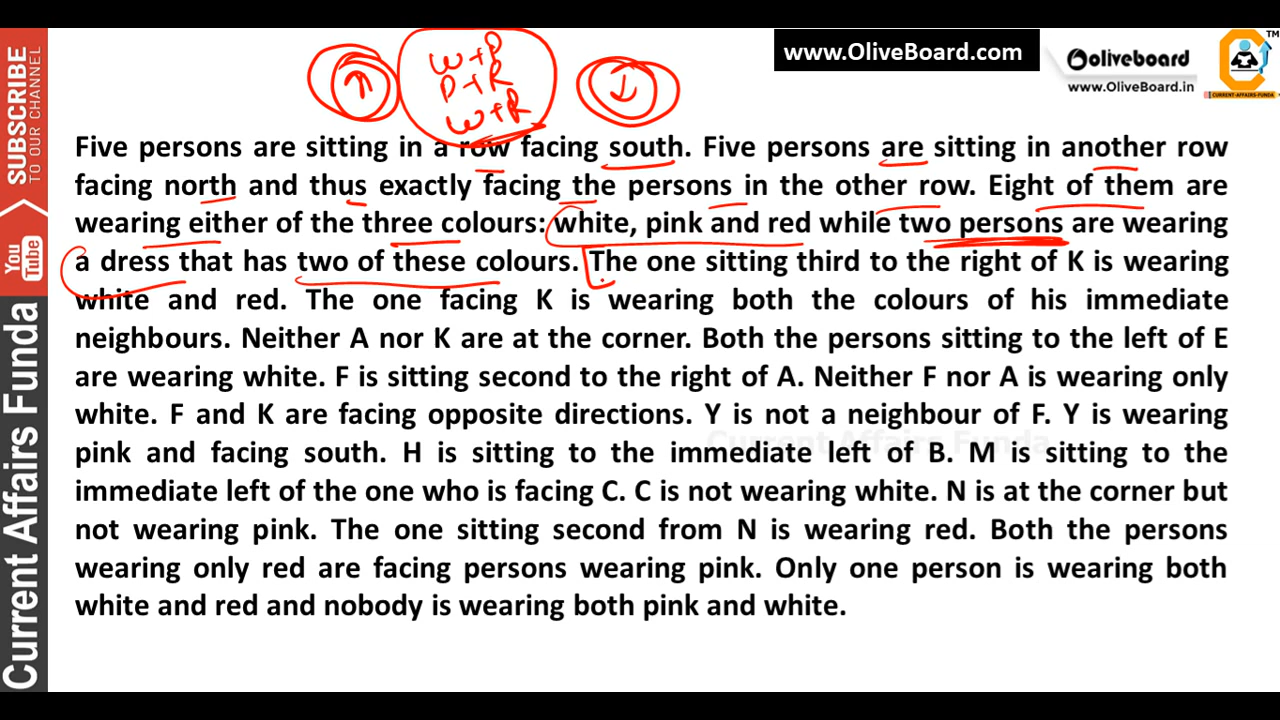 www.OliveBoard.com
oliveboard
www.OliveBoard.in
TM
CURRENT-AFFAIRS-FUNDA
W+P
P+R
W+R
SUBSCRIBE
TO OUR CHANNEL
You
Tube
Current Affairs Funda
Five persons are sitting in a row facing south. Five persons are sitting in another row
facing north and thus exactly facing the persons in the other row. Eight of them are
wearing either of the three colours: white, pink and red while two persons are wearing
a dress that has two of these colours. The one sitting third to the right of K is wearing
white and red. The one facing K is wearing both the colours of his immediate
neighbours. Neither A nor K are at the corner. Both the persons sitting to the left of E
are wearing white. F is sitting second to the right of A. Neither F nor A is wearing only
white. F and K are facing opposite directions. Y is not a neighbour of F. Y is wearing
Current Affairs Funda
pink and facing south. H is sitting to the immediate left of B. M is sitting to the
immediate left of the one who is facing C. C is not wearing white. N is at the corner but
not wearing pink. The one sitting second from N is wearing red. Both the persons
wearing only red are facing persons wearing pink. Only one person is wearing both
white and red and nobody is wearing both pink and white.